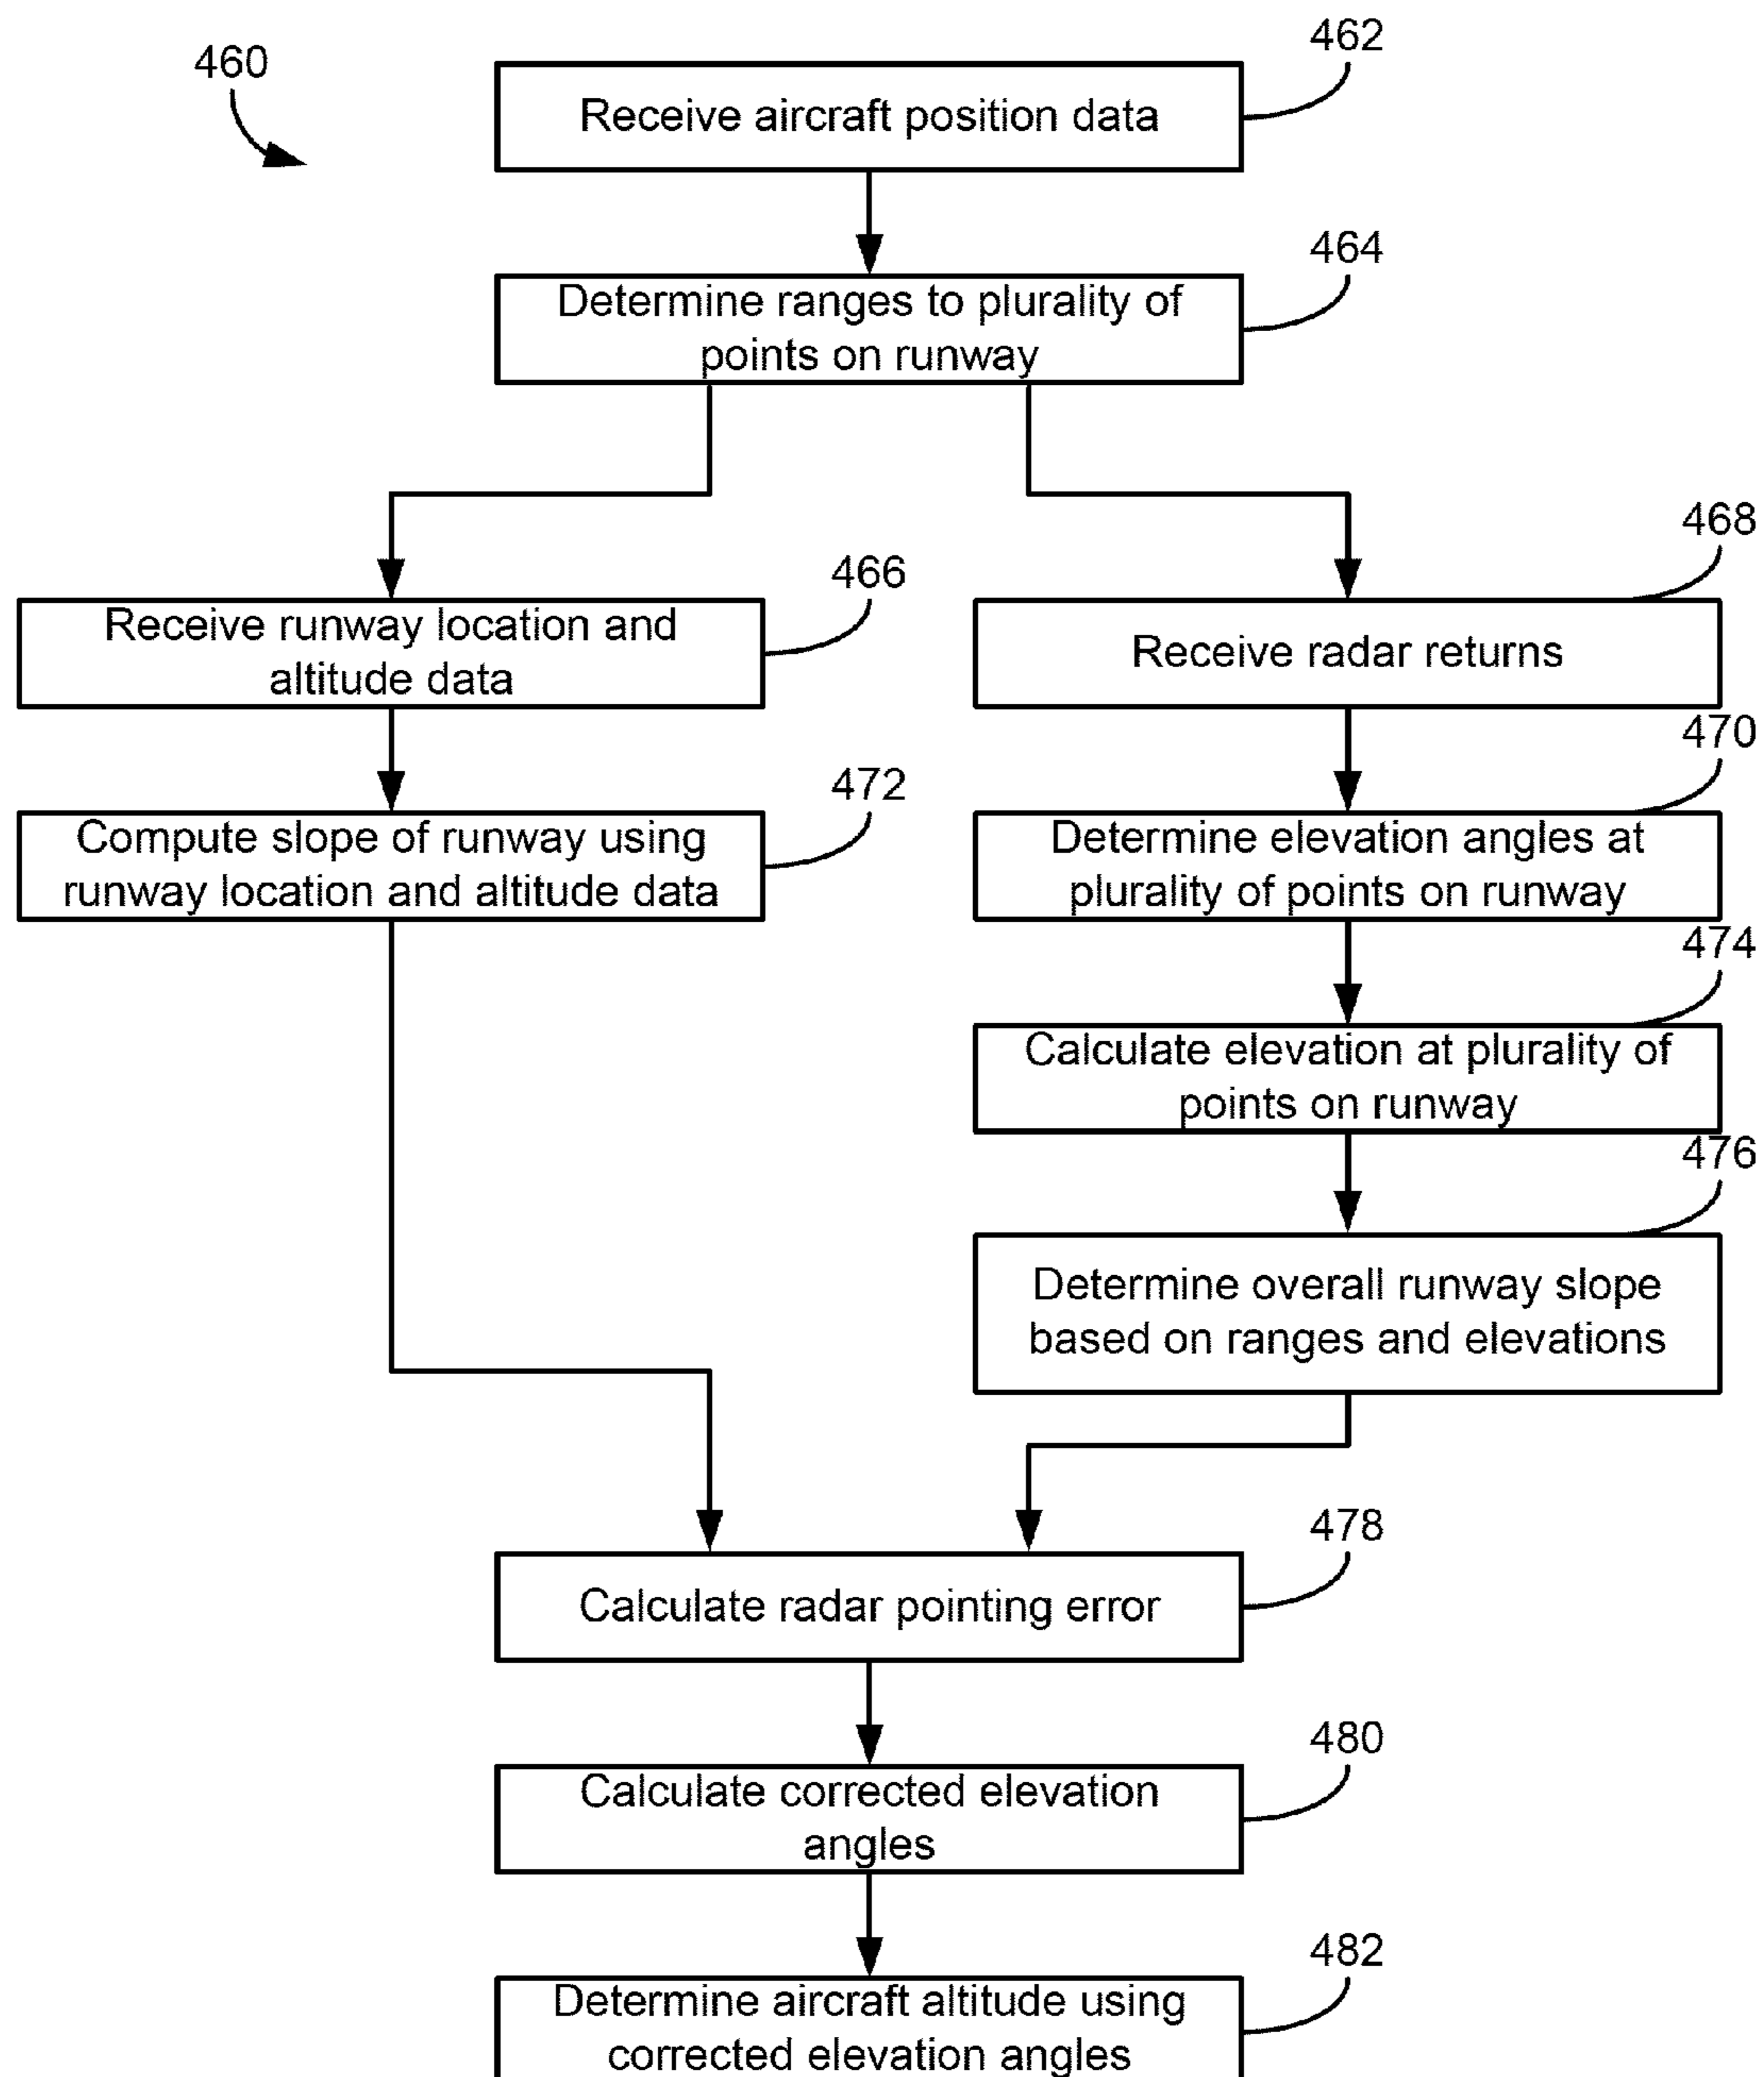 460
462
Receive aircraft position data
464
Determine ranges to plurality of
points on runway
466
Receive runway location and
altitude data
468
Receive radar returns
472
Compute slope of runway using
runway location and altitude data
470
Determine elevation angles at
plurality of points on runway
474
Calculate elevation at plurality of
points on runway
476
Determine overall runway slope
based on ranges and elevations
478
Calculate radar pointing error
480
Calculate corrected elevation
angles
482
Determine aircraft altitude using
corrected elevation angles